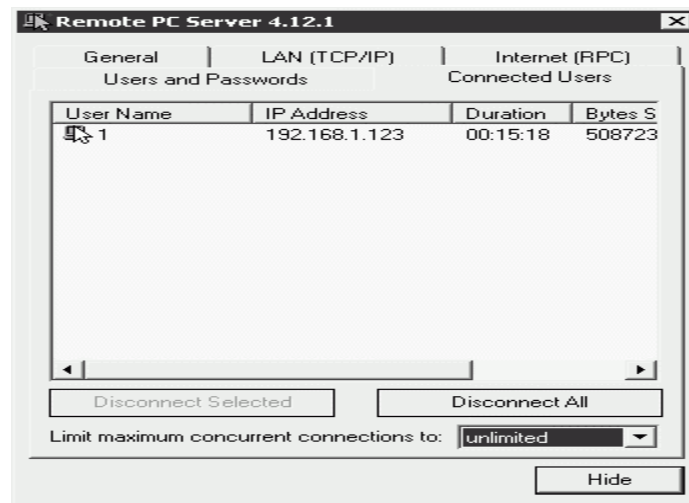 Remote PC Server 4.12.1
General LAN (TCP/IP) Internet (RPC)
Users and Passwords Connected Users
User Name IP Address Duration Bytes S
1 192.168.1.123 00:15:18 508723
Disconnect Selected Disconnect All
Limit maximum concurrent connections to: unlimited
Hide